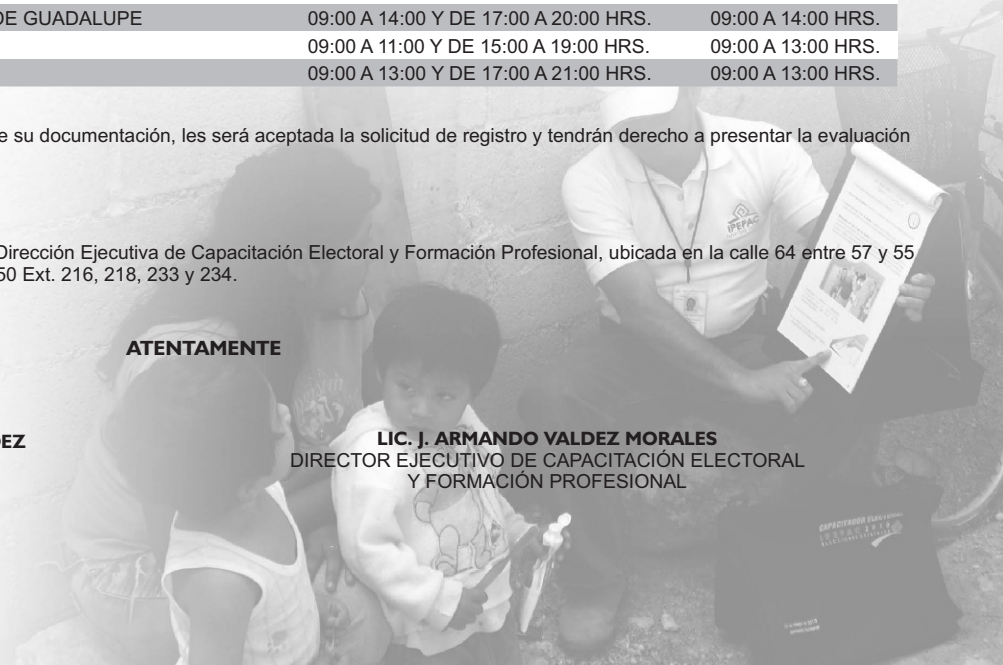 DE GUADALUPE 09:00 A 14:00 Y DE 17:00 A 20:00 HRS. 09:00 A 14:00 HRS.
09:00 A 11:00 Y DE 15:00 A 19:00 HRS. 09:00 A 13:00 HRS.
09:00 A 13:00 Y DE 17:00 A 21:00 HRS. 09:00 A 13:00 HRS.
e su documentación, les será aceptada la solicitud de registro y tendrán derecho a presentar la evaluación
Dirección Ejecutiva de Capacitación Electoral y Formación Profesional, ubicada en la calle 64 entre 57 y 55
50 Ext. 216, 218, 233 y 234.
IPEPAC
ATENTAMENTE
DEZ
LIC. J. ARMANDO VALDEZ MORALES
DIRECTOR EJECUTIVO DE CAPACITACIÓN ELECTORAL
Y FORMACIÓN PROFESIONAL
CAPACITADOR ELECTORAL
IPEPAC 2010